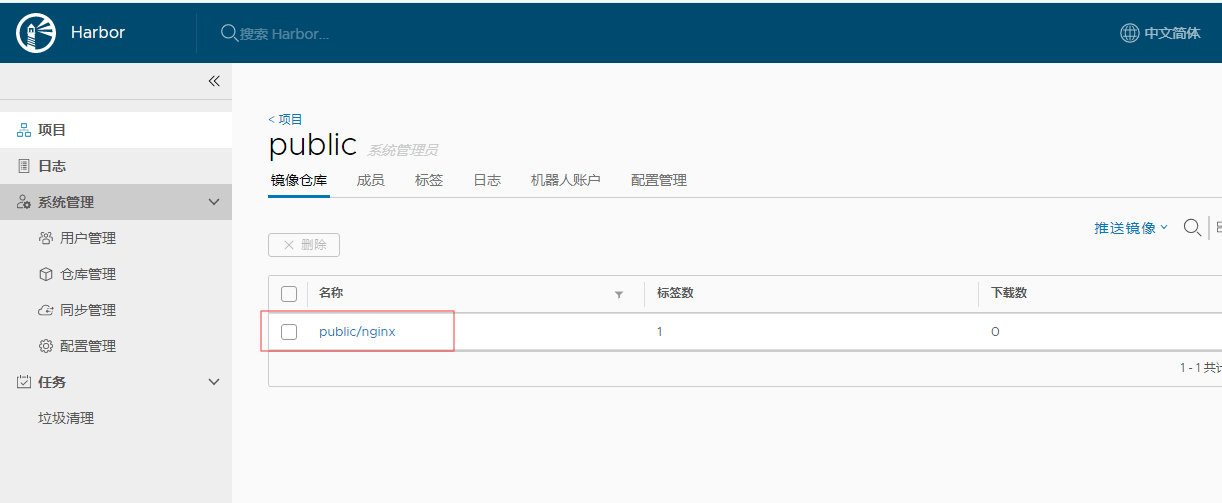 Harbor
搜索 Harbor...
中文简体
项目
日志
系统管理
用户管理
仓库管理
同步管理
配置管理
任务
垃圾清理
< 项目
public 系统管理员
镜像仓库 成员 标签 日志 机器人账户 配置管理
推送镜像
× 删除
名称 标签数 下载数
public/nginx 1 0
1 - 1 共